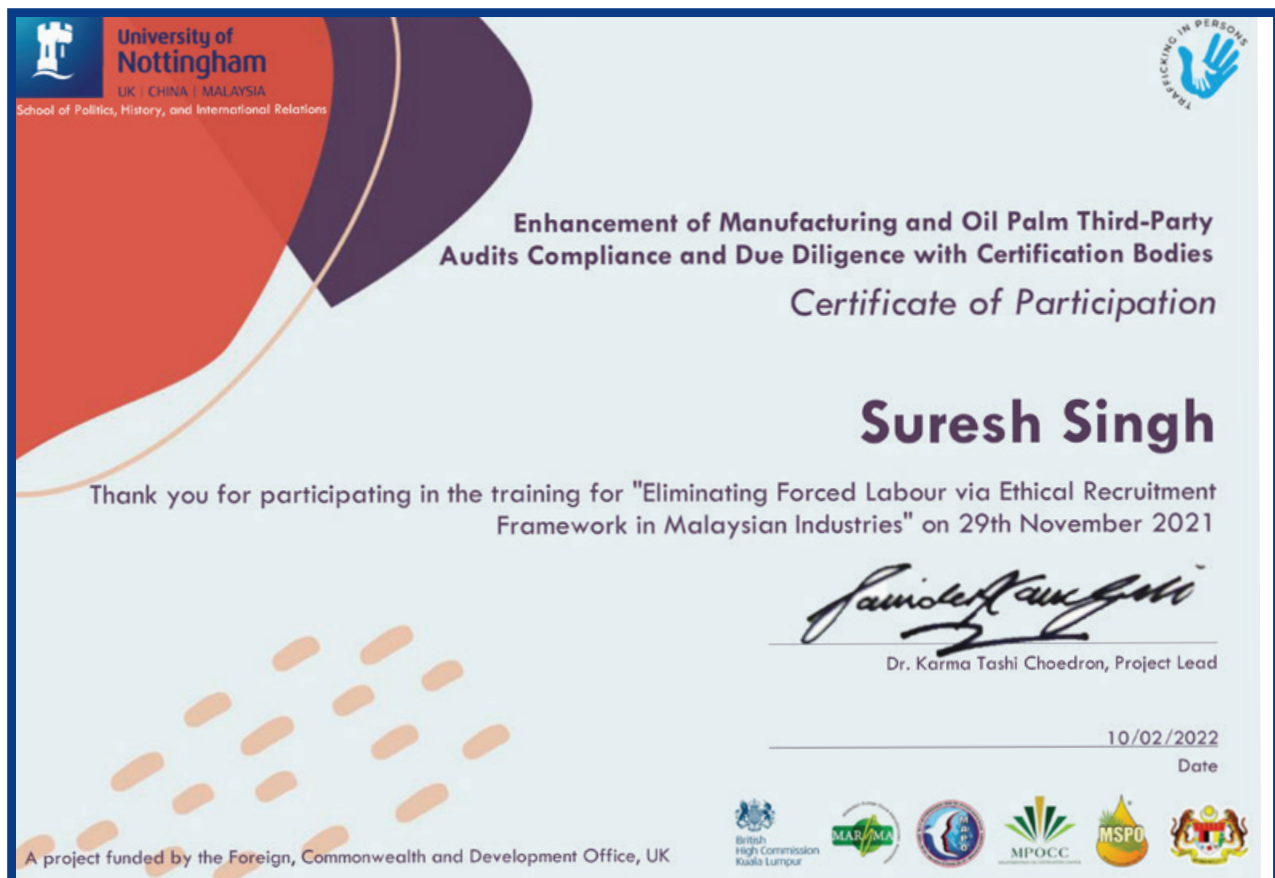 University of
Nottingham
UK | CHINA | MALAYSIA
School of Politics, History, and International Relations
TRAFFICKING IN PERSONS
Enhancement of Manufacturing and Oil Palm Third-Party
Audits Compliance and Due Diligence with Certification Bodies
Certificate of Participation
Suresh Singh
Thank you for participating in the training for "Eliminating Forced Labour via Ethical Recruitment
Framework in Malaysian Industries" on 29th November 2021
Dr. Karma Tashi Choedron, Project Lead
10/02/2022
Date
British
High Commission
Kuala Lumpur
MPOCC
MSPO
A project funded by the Foreign, Commonwealth and Development Office, UK